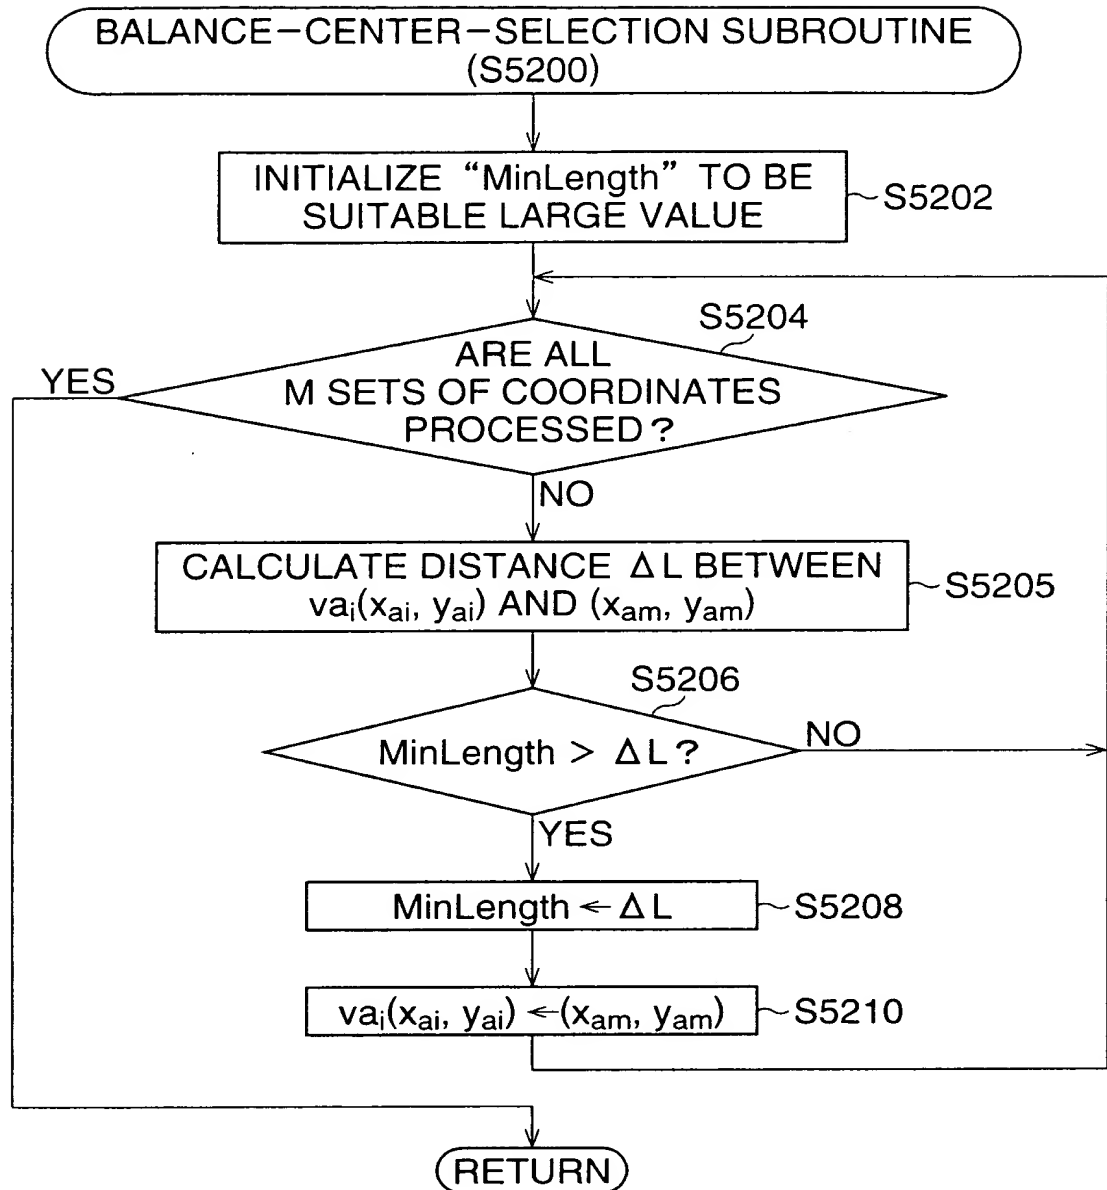 BALANCE-CENTER-SELECTION SUBROUTINE
(S5200)
INITIALIZE “MinLength” TO BE
SUITABLE LARGE VALUE
S5202
S5204
ARE ALL
M SETS OF COORDINATES
PROCESSED?
YES
NO
CALCULATE DISTANCE ΔL BETWEEN
vaᵢ(xₐᵢ, yₐᵢ) AND (xₐₘ, yₐₘ)
S5205
S5206
MinLength > ΔL?
NO
YES
MinLength ← ΔL
S5208
vaᵢ(xₐᵢ, yₐᵢ) ← (xₐₘ, yₐₘ)
S5210
RETURN